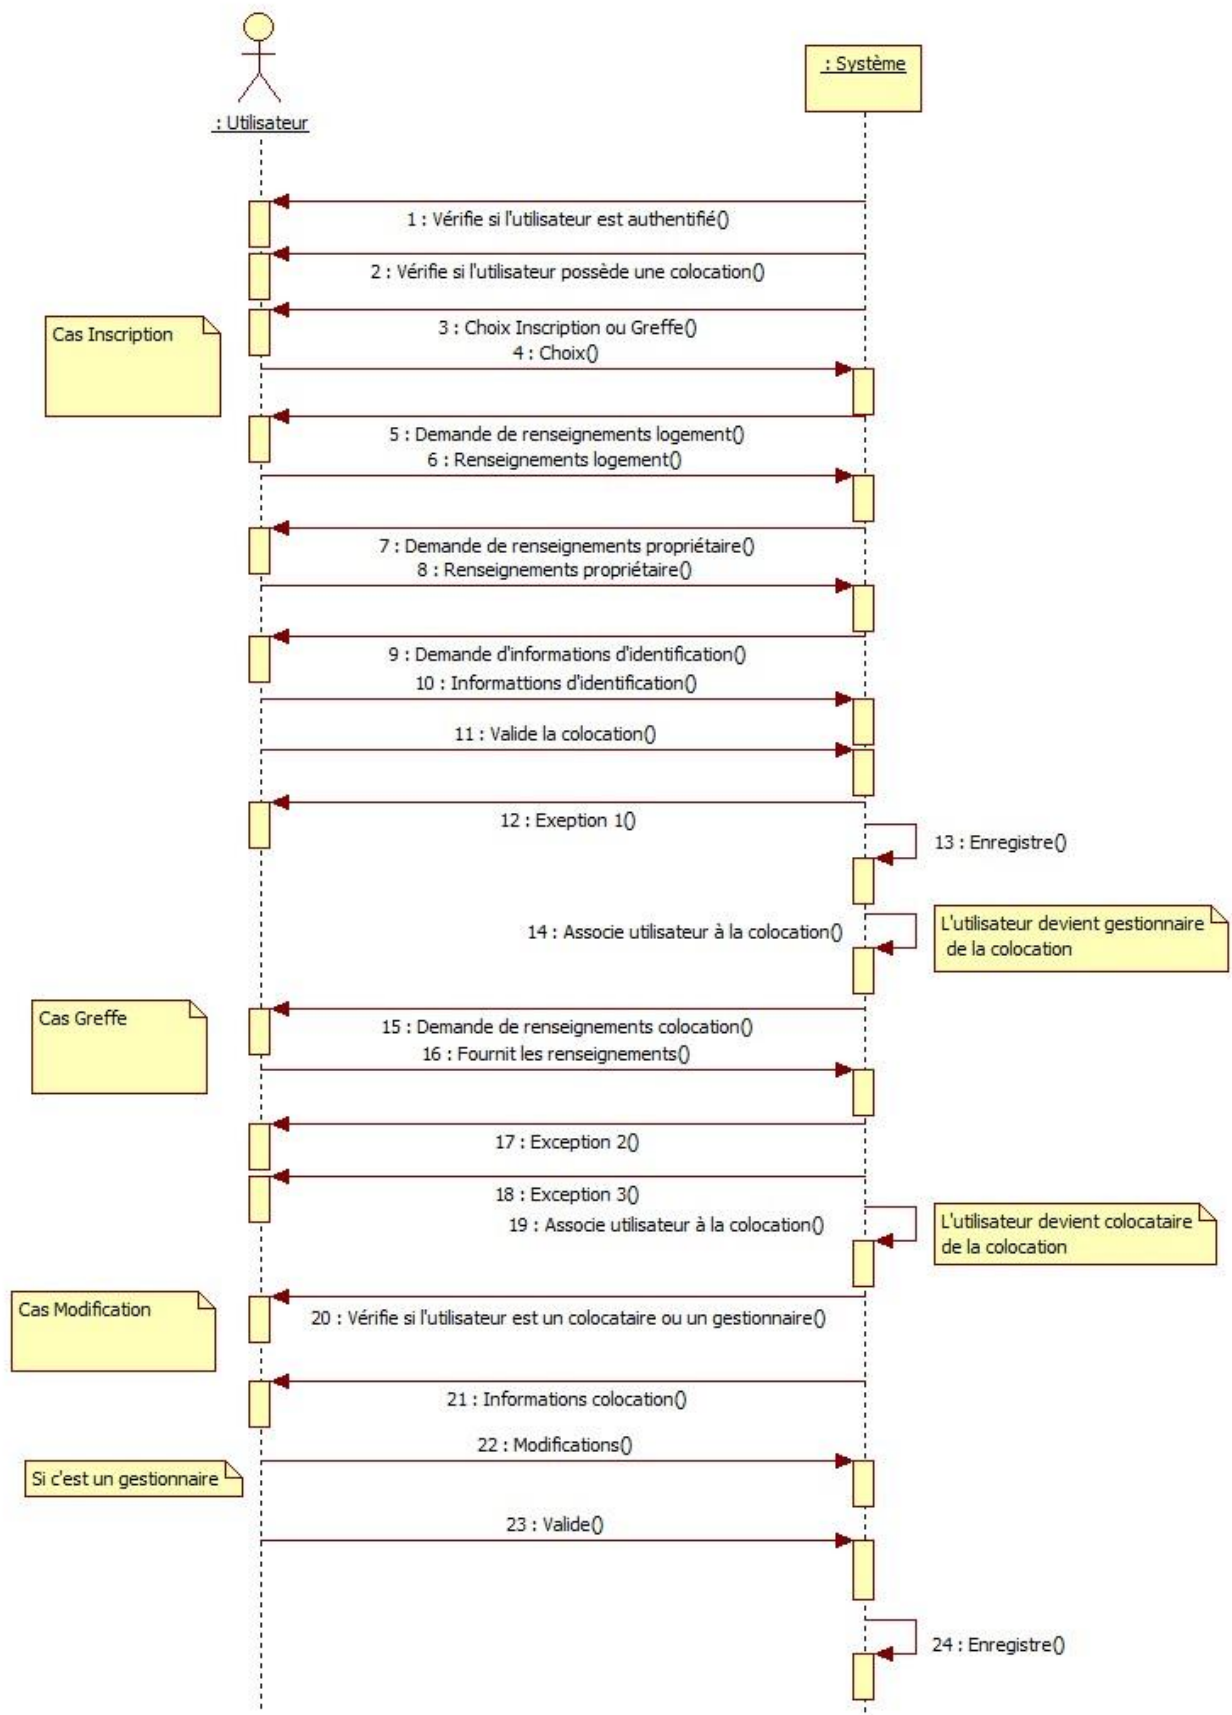 : Système
: Utilisateur
1 : Vérifie si l'utilisateur est authentifié()
2 : Vérifie si l'utilisateur possède une colocation()
Cas Inscription
3 : Choix Inscription ou Greffe()
4 : Choix()
5 : Demande de renseignements logement()
6 : Renseignements logement()
7 : Demande de renseignements propriétaire()
8 : Renseignements propriétaire()
9 : Demande d'informations d'identification()
10 : Informattions d'identification()
11 : Valide la colocation()
12 : Exeption 1()
13 : Enregistre()
14 : Associe utilisateur à la colocation()
L'utilisateur devient gestionnaire
de la colocation
Cas Greffe
15 : Demande de renseignements colocation()
16 : Fournit les renseignements()
17 : Exception 2()
18 : Exception 3()
19 : Associe utilisateur à la colocation()
L'utilisateur devient colocataire
de la colocation
Cas Modification
20 : Vérifie si l'utilisateur est un colocataire ou un gestionnaire()
21 : Informations colocation()
22 : Modifications()
Si c'est un gestionnaire
23 : Valide()
24 : Enregistre()